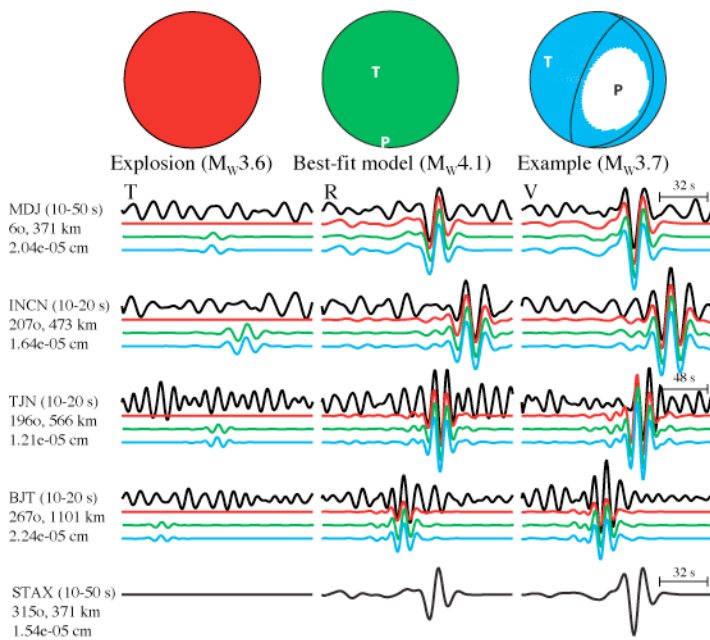 T
P
T
P
Explosion (MW3.6) Best-fit model (MW4.1) Example (MW3.7)
T R V 32 s
MDJ (10-50 s)
6o, 371 km
2.04e-05 cm
INCN (10-20 s)
207o, 473 km
1.64e-05 cm
48 s
TJN (10-20 s)
196o, 566 km
1.21e-05 cm
BJT (10-20 s)
267o, 1101 km
2.24e-05 cm
32 s
STAX (10-50 s)
315o, 371 km
1.54e-05 cm